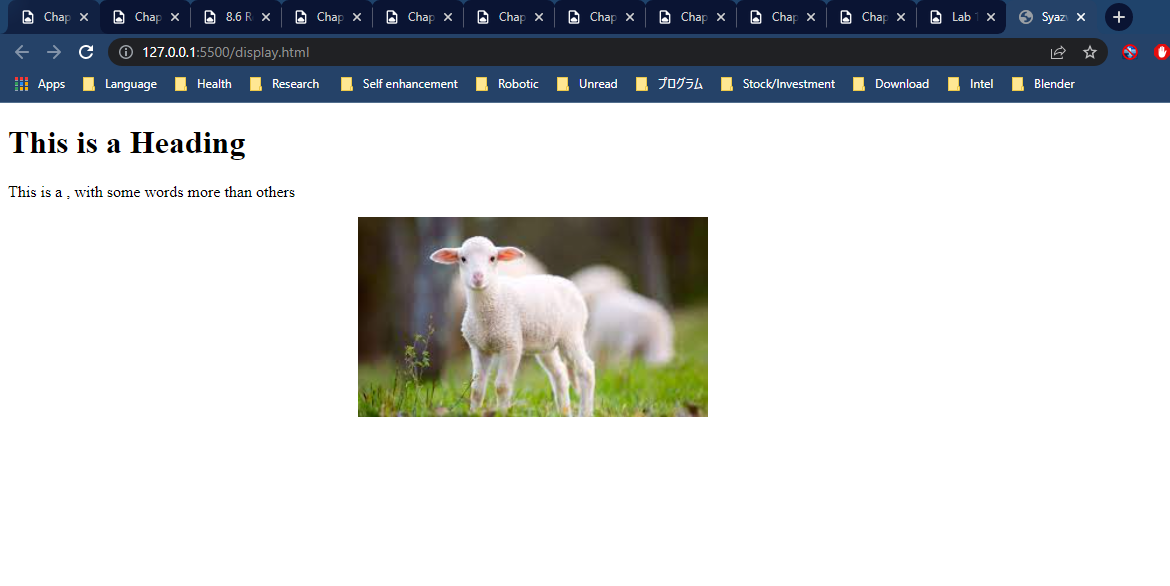 Chap Chap 8.6 R Chap Chap Chap Chap Chap Chap Chap Lab Syaz
127.0.0.1:5500/display.html
Apps Language Health Research Self enhancement Robotic Unread プログラム Stock/Investment Download Intel Blender
This is a Heading
This is a , with some words more than others